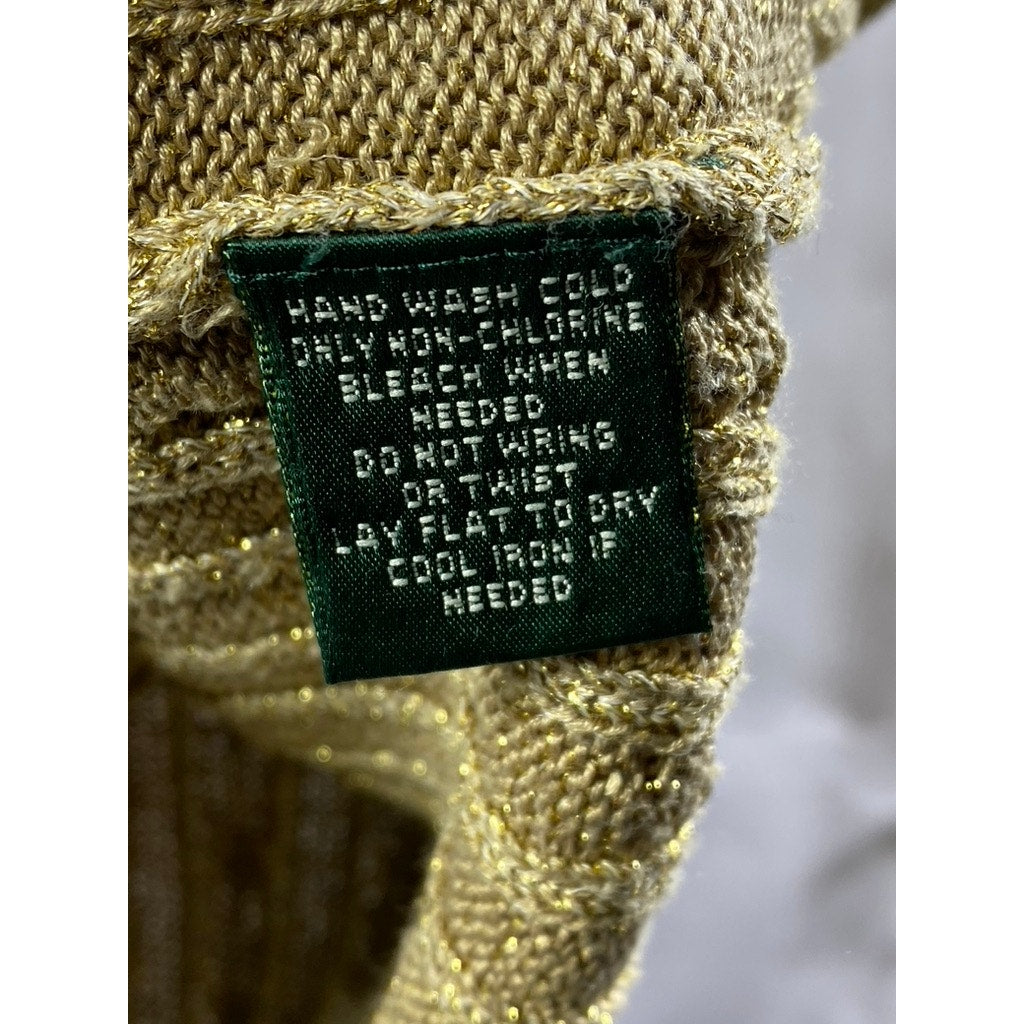 HAND WASH COLD
ONLY NON-CHLORINE
BLEACH WHEN
NEEDED
DO NOT WRING
OR TWIST
LAY FLAT TO DRY
COOL IRON IF
NEEDED